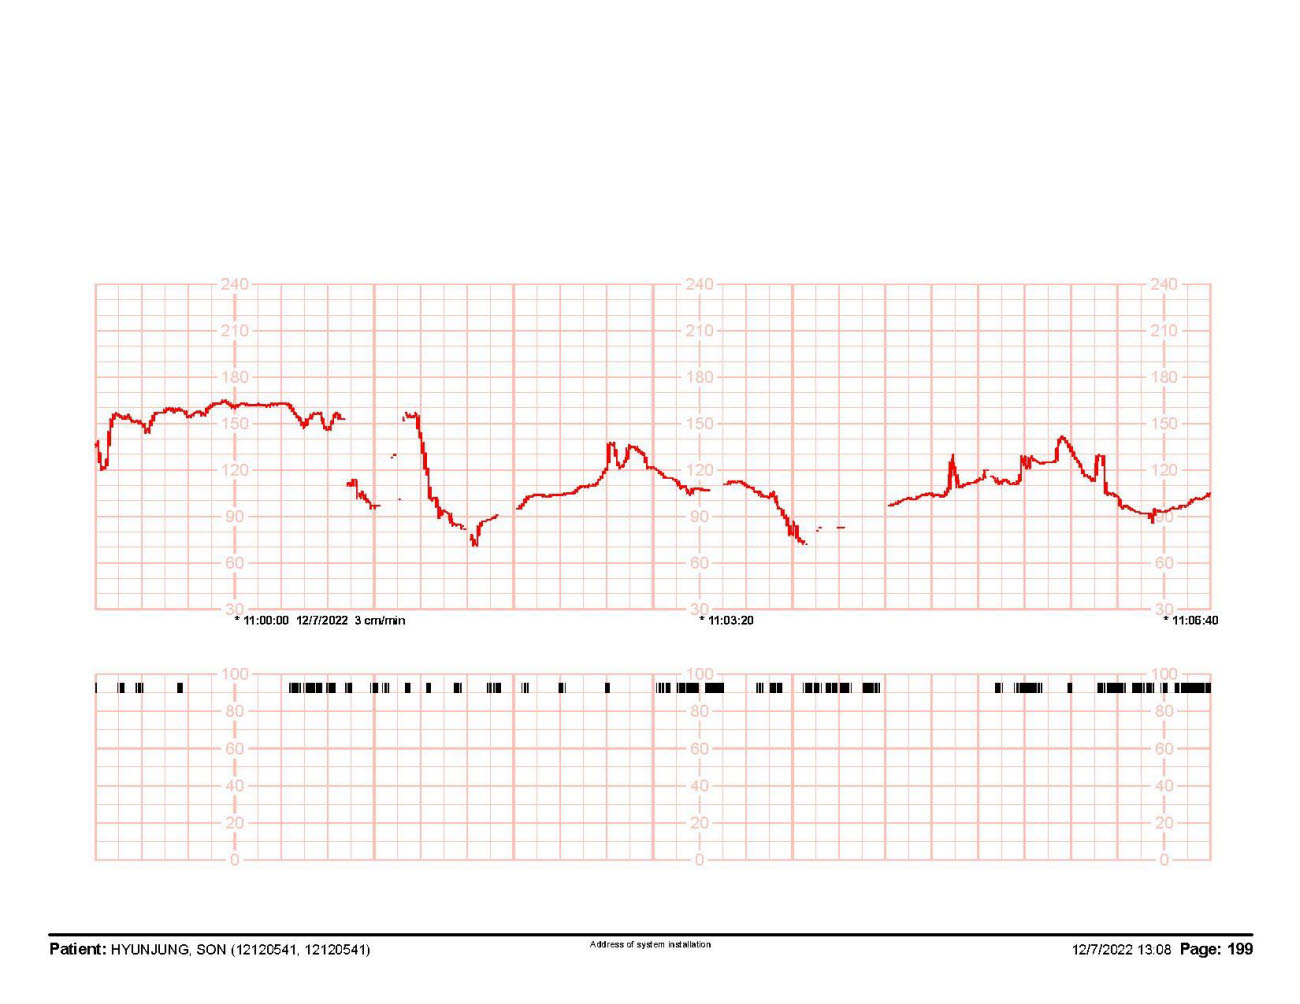 240 240 240
210 210 210
180 180 180
150 150 150
120 120 120
90 90 90
60 60 60
30 30 30
* 11:00:00 12/7/2022 3 cm/min * 11:03:20 * 11:06:40
100 100 100
80 80 80
60 60 60
40 40 40
20 20 20
0 0 0
Patient: HYUNJUNG, SON (12120541, 12120541) Address of system installation 12/7/2022 13:08 Page: 199